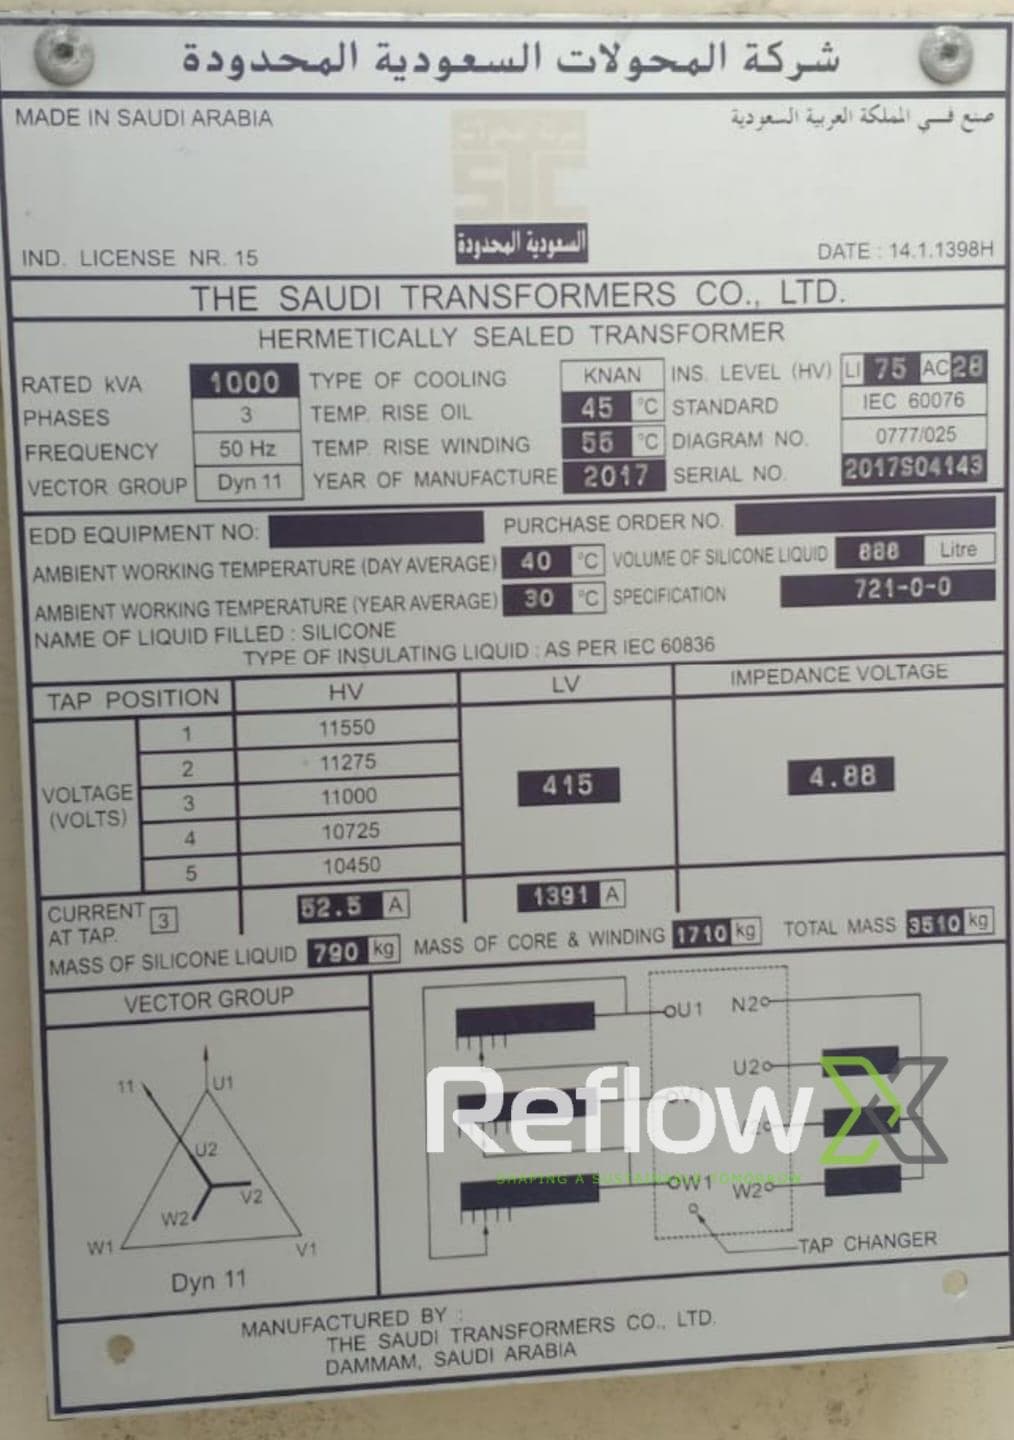 شركة المحولات السعودية المحدودة
MADE IN SAUDI ARABIA
صنع فــي المملكة العربية السعودية
شركة المحولات
STC
السعودية المحدودة
IND. LICENSE NR. 15
DATE : 14.1.1398H
THE SAUDI TRANSFORMERS CO., LTD.
HERMETICALLY SEALED TRANSFORMER
RATED kVA 1000 TYPE OF COOLING KNAN INS. LEVEL (HV) LI 75 AC 28
PHASES 3 TEMP. RISE OIL 45 °C STANDARD IEC 60076
FREQUENCY 50 Hz TEMP. RISE WINDING 55 °C DIAGRAM NO. 0777/025
VECTOR GROUP Dyn 11 YEAR OF MANUFACTURE 2017 SERIAL NO. 2017S04143
EDD EQUIPMENT NO: PURCHASE ORDER NO.
AMBIENT WORKING TEMPERATURE (DAY AVERAGE) 40 °C VOLUME OF SILICONE LIQUID 888 Litre
AMBIENT WORKING TEMPERATURE (YEAR AVERAGE) 30 °C SPECIFICATION 721-0-0
NAME OF LIQUID FILLED : SILICONE
TYPE OF INSULATING LIQUID : AS PER IEC 60836
TAP POSITION HV LV IMPEDANCE VOLTAGE
VOLTAGE (VOLTS)
1 11550
2 11275
3 11000
4 10725
5 10450
415
4.88
CURRENT AT TAP. 3 52.5 A 1391 A
MASS OF SILICONE LIQUID 790 kg MASS OF CORE & WINDING 1710 kg TOTAL MASS 3510 kg
VECTOR GROUP
11 U1
U2
V2
W2
W1 V1
Dyn 11
U1 N2
U2
W1 W2
TAP CHANGER
ReflowX
SHAPING A SUSTAINABLE TOMORROW
MANUFACTURED BY :
THE SAUDI TRANSFORMERS CO., LTD.
DAMMAM, SAUDI ARABIA